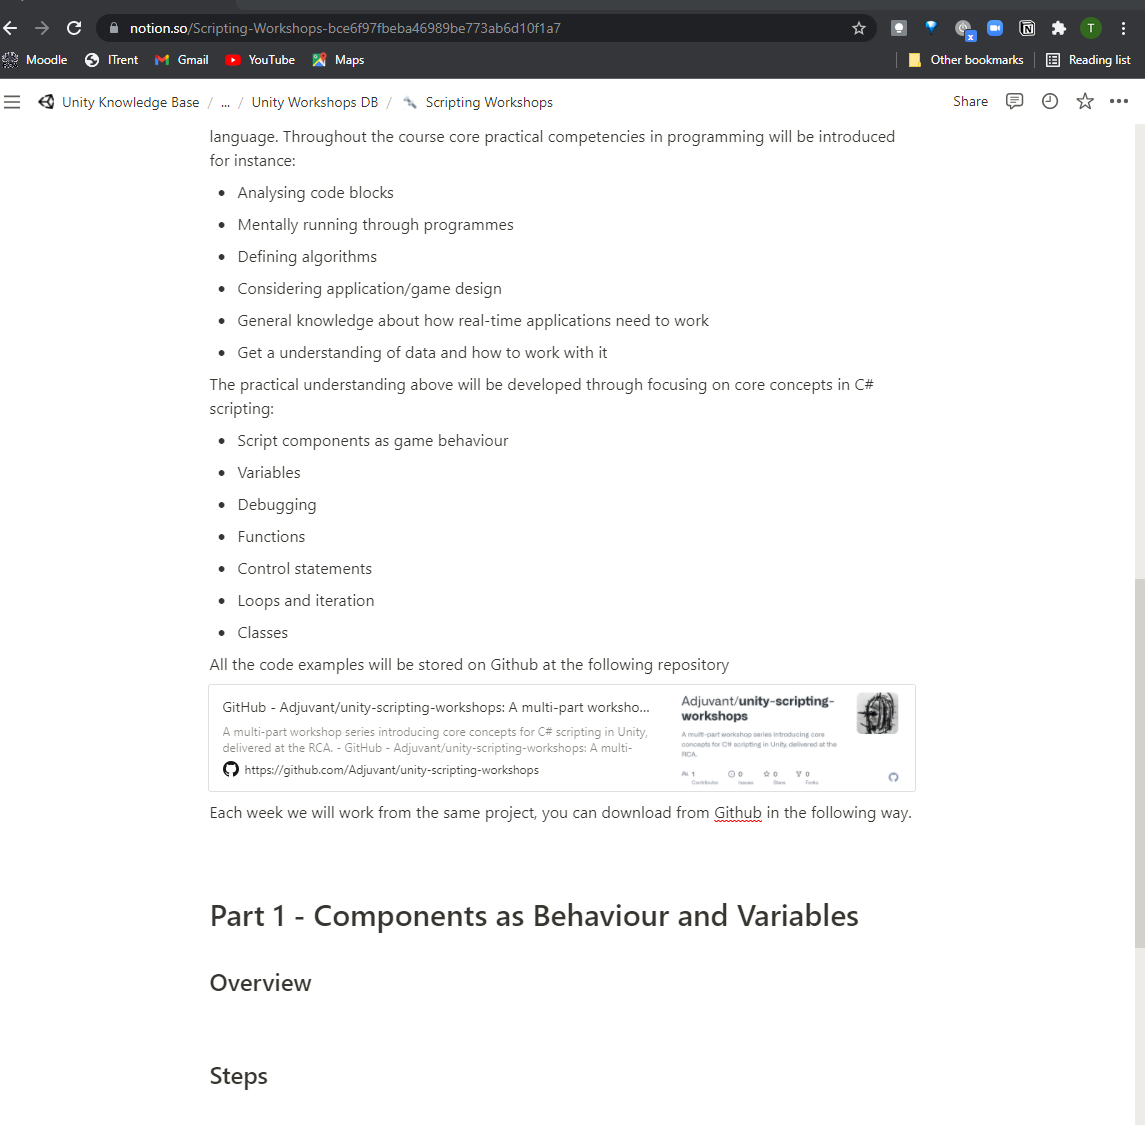 notion.so/Scripting-Workshops-bce6f97fbeba46989be773ab6d10f1a7
T
Moodle ITrent Gmail YouTube Maps Other bookmarks Reading list
Unity Knowledge Base / ... / Unity Workshops DB / Scripting Workshops Share
language. Throughout the course core practical competencies in programming will be introduced
for instance:
• Analysing code blocks
• Mentally running through programmes
• Defining algorithms
• Considering application/game design
• General knowledge about how real-time applications need to work
• Get a understanding of data and how to work with it
The practical understanding above will be developed through focusing on core concepts in C#
scripting:
• Script components as game behaviour
• Variables
• Debugging
• Functions
• Control statements
• Loops and iteration
• Classes
All the code examples will be stored on Github at the following repository
GitHub - Adjuvant/unity-scripting-workshops: A multi-part worksho...
A multi-part workshop series introducing core concepts for C# scripting in Unity,
delivered at the RCA. - GitHub - Adjuvant/unity-scripting-workshops: A multi-
https://github.com/Adjuvant/unity-scripting-workshops
Adjuvant/unity-scripting-
workshops
A multi-part workshop series introducing core
concepts for C# scripting in Unity, delivered at the
RCA.
1 0 0 0
Contributor Issues Stars Forks
Each week we will work from the same project, you can download from Github in the following way.
Part 1 - Components as Behaviour and Variables
Overview
Steps